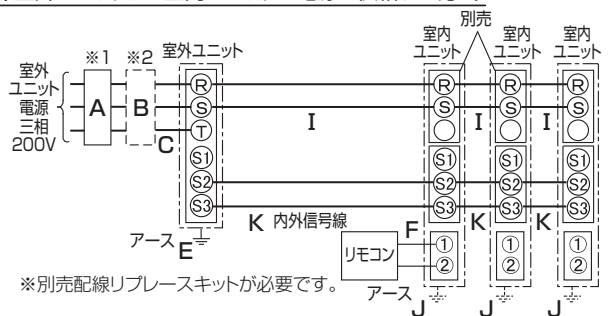 別売
※1 ※2 室外ユニット 室内ユニット 室内ユニット 室内ユニット
室外ユニット電源三相200V
A B C
R R R R
S S S S
T
I I I
S1 S1 S1 S1
S2 S2 S2 S2
S3 S3 S3 S3
K 内外信号線 K K
アース E
F
リモコン
① ① ①
② ② ②
※別売配線リプレースキットが必要です。
アース J J J